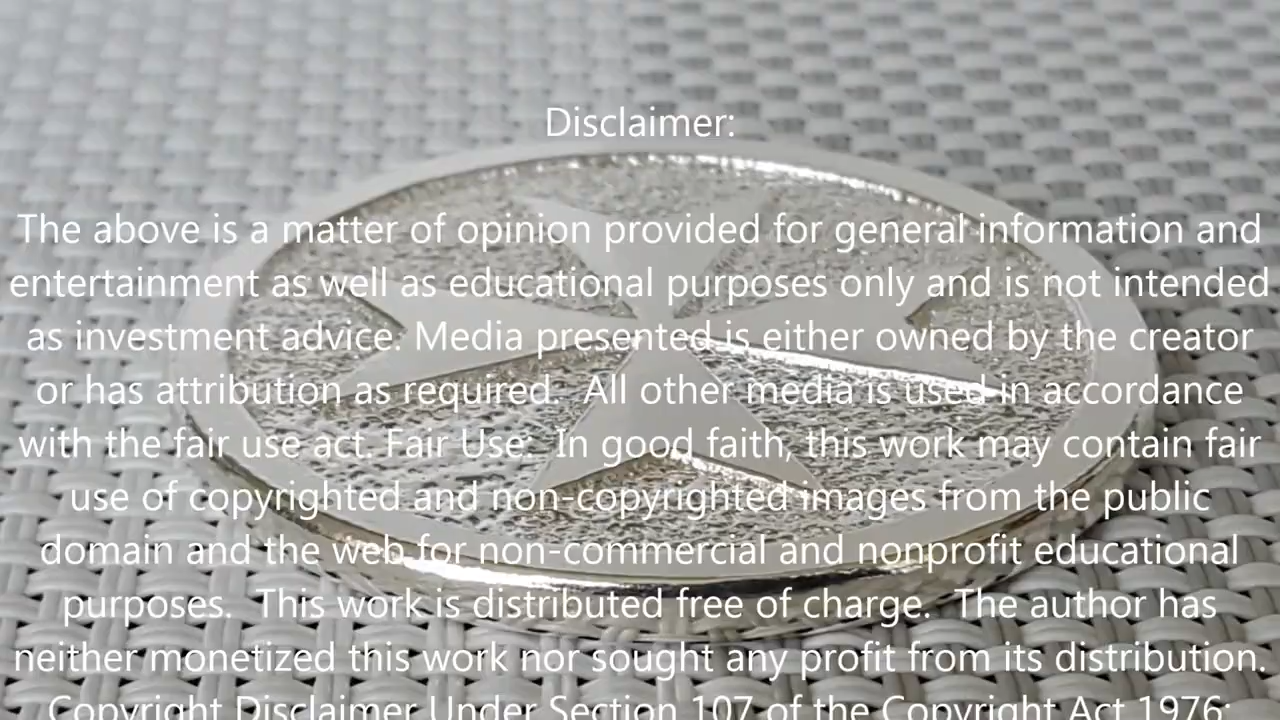 Disclaimer:
The above is a matter of opinion provided for general information and
entertainment as well as educational purposes only and is not intended
as investment advice. Media presented is either owned by the creator
or has attribution as required.  All other media is used in accordance
with the fair use act. Fair Use:  In good faith, this work may contain fair
use of copyrighted and non-copyrighted images from the public
domain and the web for non-commercial and nonprofit educational
purposes.  This work is distributed free of charge.  The author has
neither monetized this work nor sought any profit from its distribution.
Copyright Disclaimer Under Section 107 of the Copyright Act 1976: